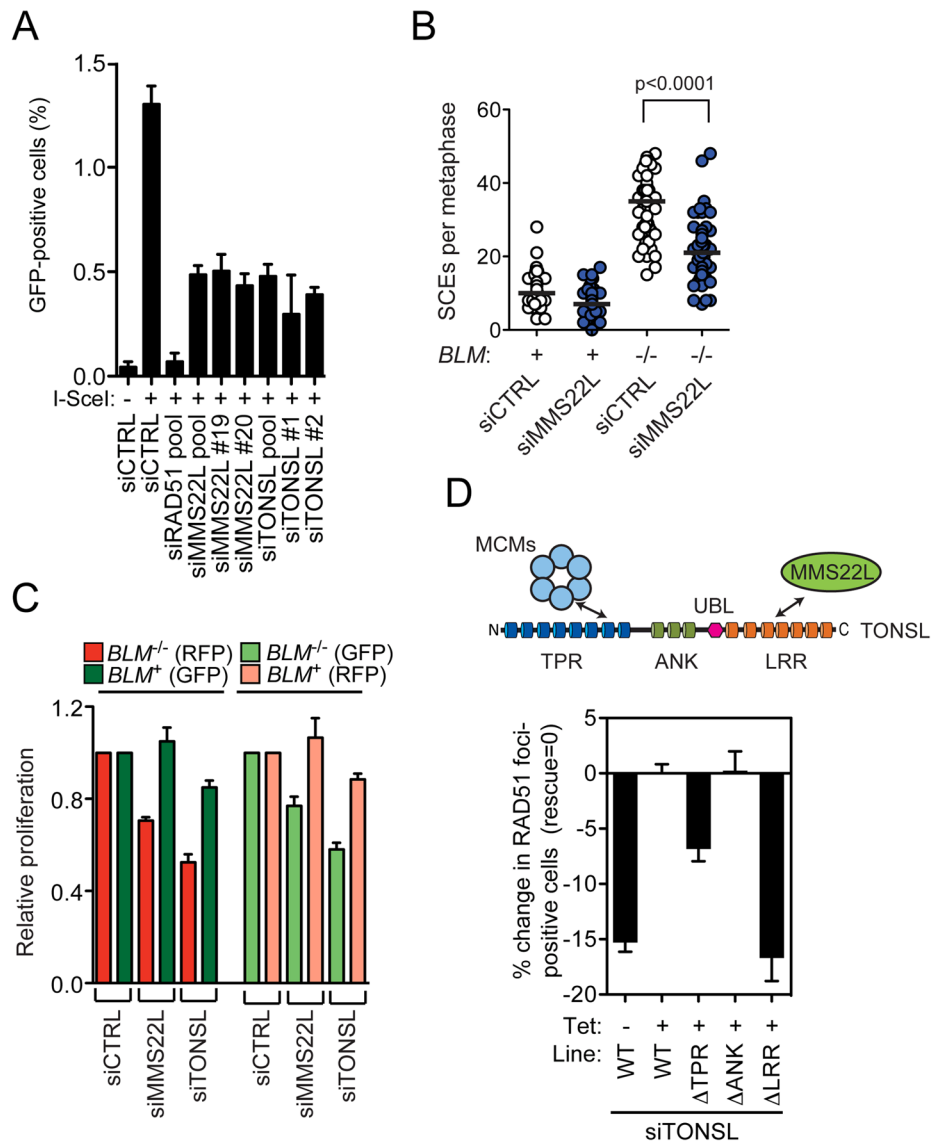 A
GFP-positive cells (%)
1.5
1.0
0.5
0.0
I-SceI: - + + + + + + + +
siCTRL
siCTRL
siRAD51 pool
siMMS22L pool
siMMS22L #19
siMMS22L #20
siTONSL pool
siTONSL #1
siTONSL #2
B
p<0.0001
SCEs per metaphase
60
40
20
0
BLM: + + -/- -/-
siCTRL
siMMS22L
siCTRL
siMMS22L
C
BLM-/- (RFP)
BLM+ (GFP)
BLM-/- (GFP)
BLM+ (RFP)
Relative proliferation
1.2
0.8
0.4
0.0
siCTRL
siMMS22L
siTONSL
siCTRL
siMMS22L
siTONSL
D
MCMs
MMS22L
UBL
N
C
TONSL
TPR
ANK
LRR
% change in RAD51 foci-
positive cells (rescue=0)
5
0
-5
-10
-15
-20
Tet: - + + + +
Line: WT WT ΔTPR ΔANK ΔLRR
siTONSL